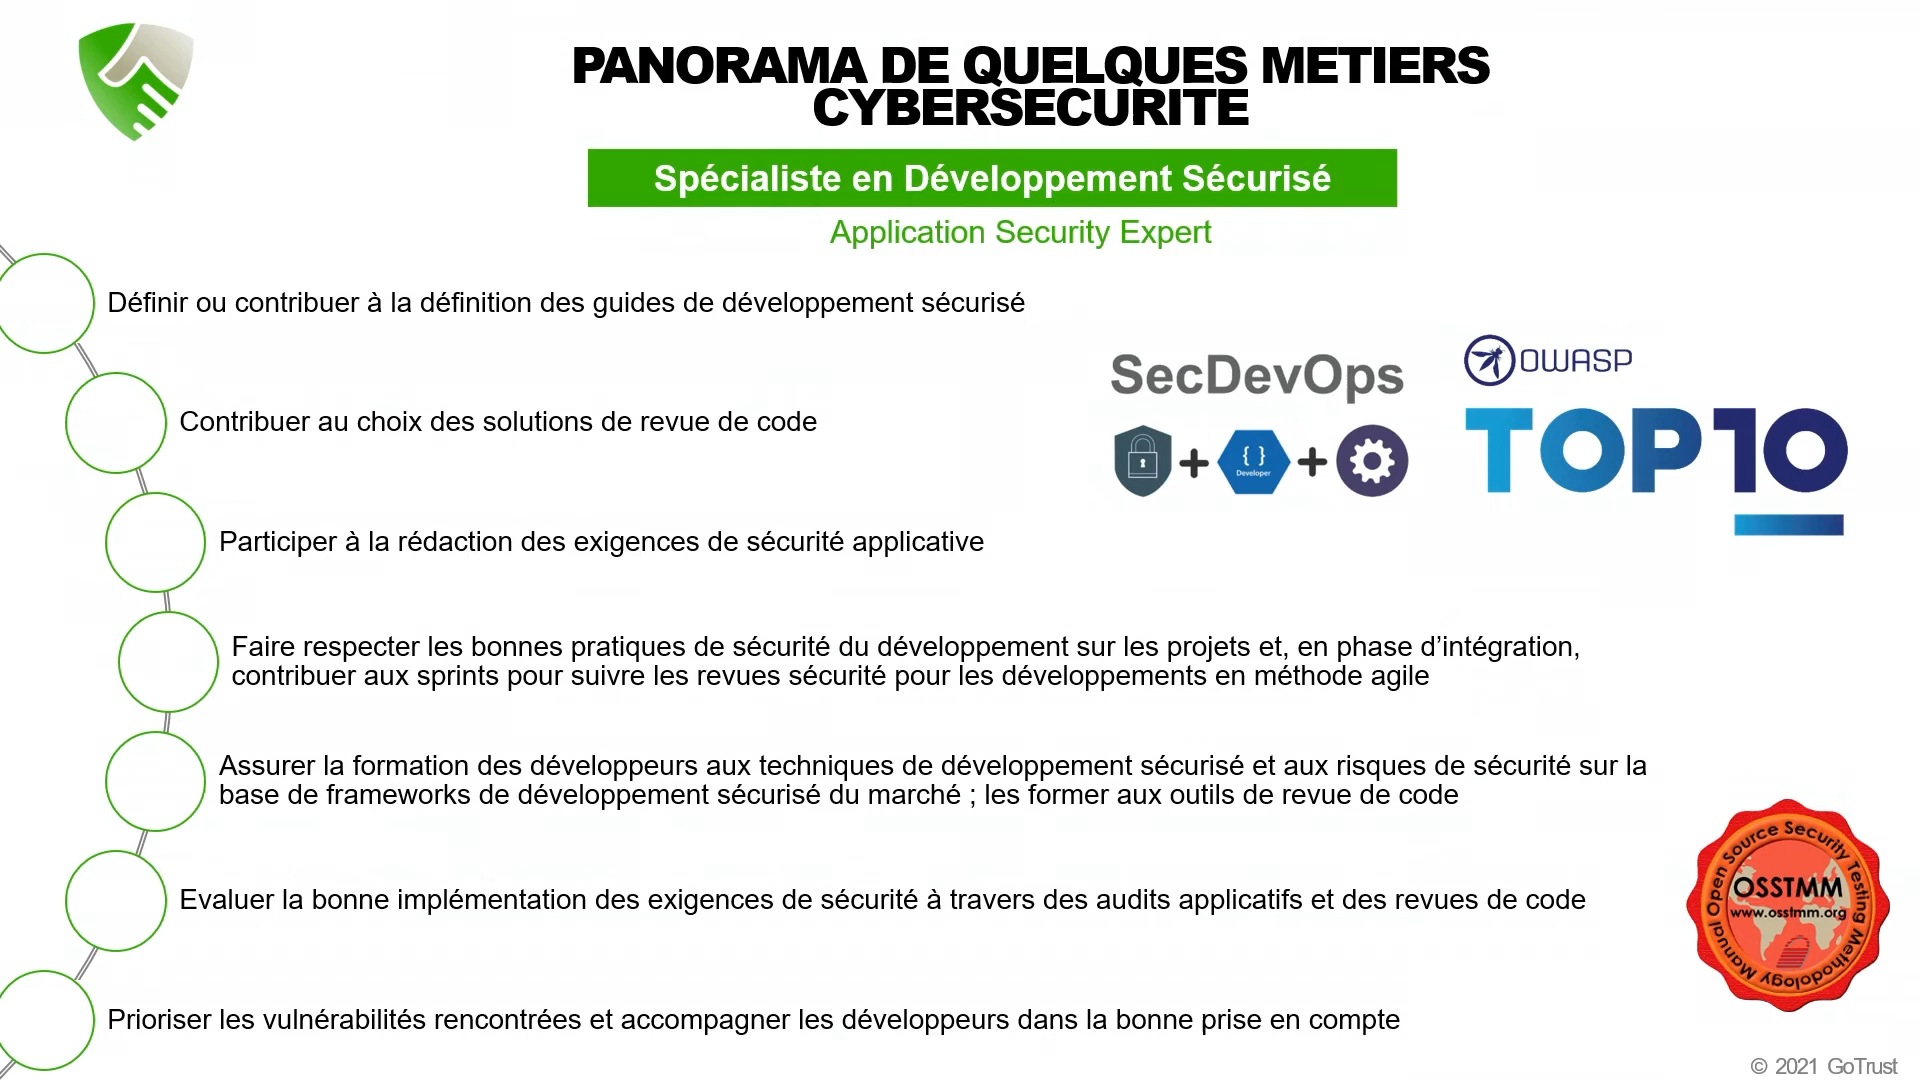 PANORAMA DE QUELQUES METIERS
CYBERSECURITE
Spécialiste en Développement Sécurisé
Application Security Expert
Définir ou contribuer à la définition des guides de développement sécurisé
Contribuer au choix des solutions de revue de code
Participer à la rédaction des exigences de sécurité applicative
Faire respecter les bonnes pratiques de sécurité du développement sur les projets et, en phase d’intégration,
contribuer aux sprints pour suivre les revues sécurité pour les développements en méthode agile
Assurer la formation des développeurs aux techniques de développement sécurisé et aux risques de sécurité sur la
base de frameworks de développement sécurisé du marché ; les former aux outils de revue de code
Evaluer la bonne implémentation des exigences de sécurité à travers des audits applicatifs et des revues de code
Prioriser les vulnérabilités rencontrées et accompagner les développeurs dans la bonne prise en compte
SecDevOps
+ { } Developer +
OWASP
TOP10
Open Source Security Testing Methodology Manual
OSSTMM
www.osstmm.org
© 2021 GoTrust